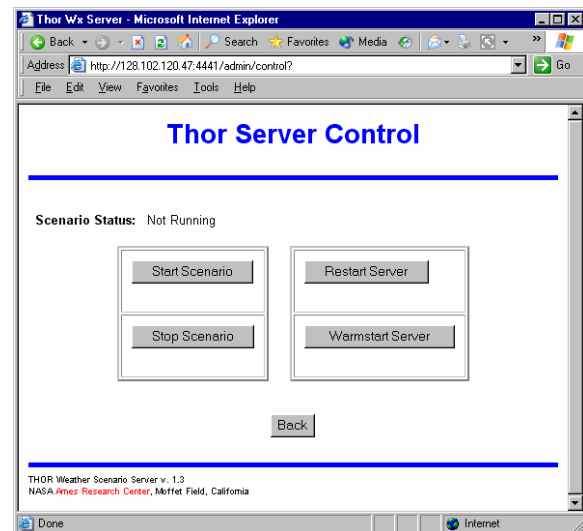 Thor Wx Server - Microsoft Internet Explorer
Back Search Favorites Media »
Address http://128.102.120.47:4441/admin/control? Go
File Edit View Favorites Tools Help
Thor Server Control
Scenario Status: Not Running
Start Scenario Restart Server
Stop Scenario Warmstart Server
Back
THOR Weather Scenario Server v. 1.3
NASA Ames Research Center, Moffet Field, California
Done Internet